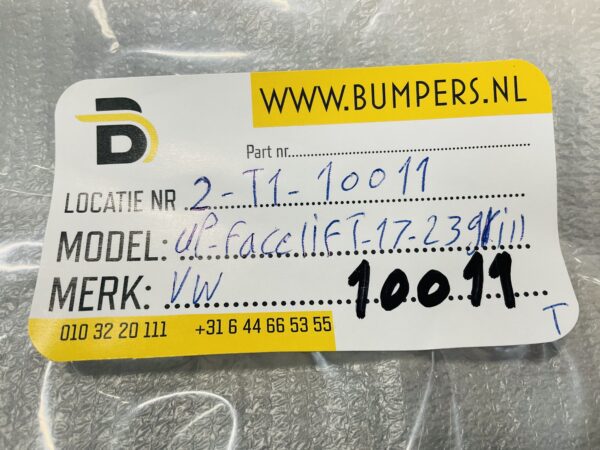 WWW.BUMPERS.NL
B
Part nr.
LOCATIE NR. 2-T1-10011
MODEL: UP-facelift-17-23 grill
MERK: VW
10011
010 32 20 111 +31 6 44 66 53 55
T